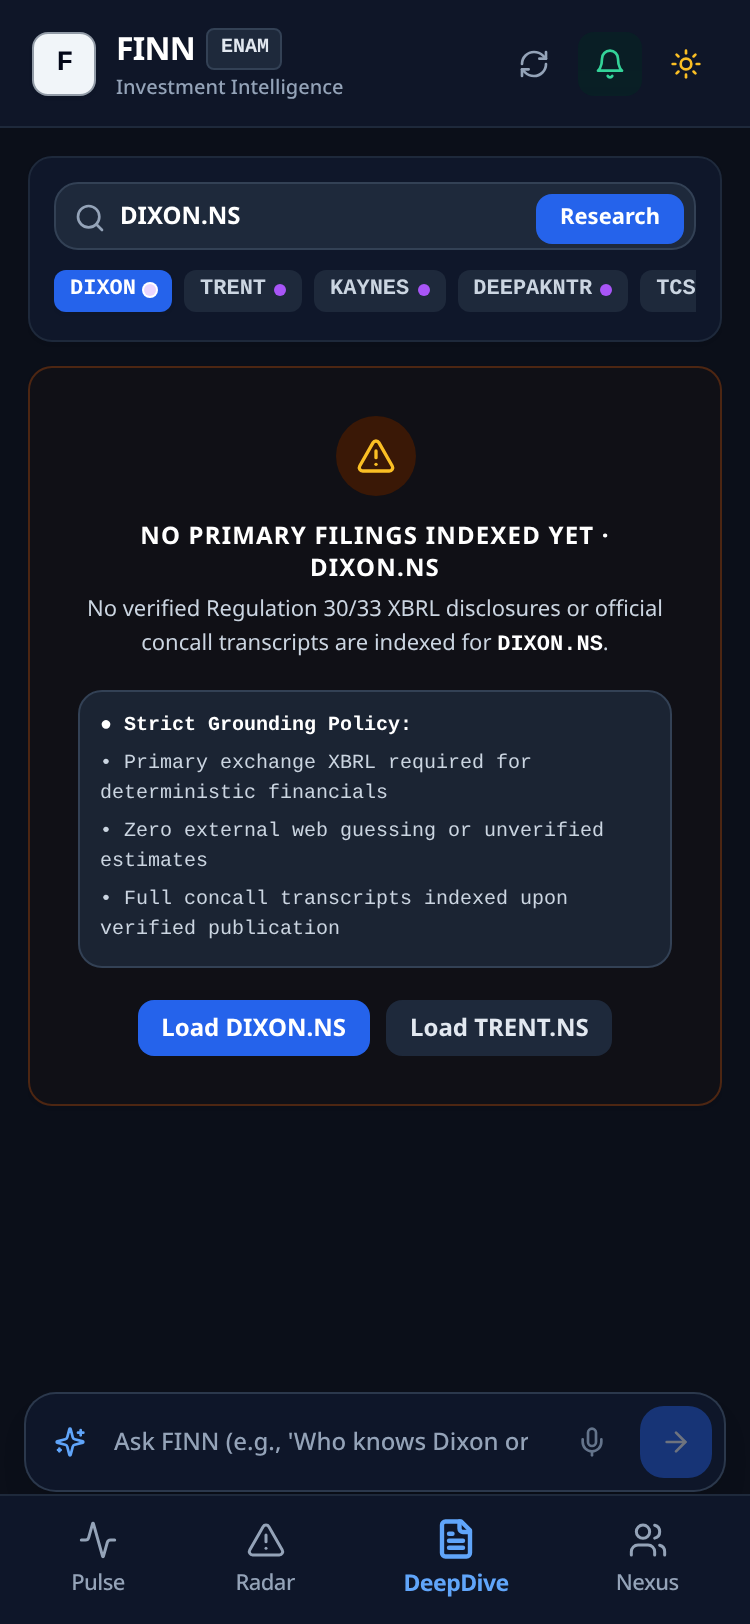 F
FINN ENAM
Investment Intelligence
DIXON.NS
Research
DIXON TRENT KAYNES DEEPAKNTR TCS
NO PRIMARY FILINGS INDEXED YET ·
DIXON.NS
No verified Regulation 30/33 XBRL disclosures or official
concall transcripts are indexed for DIXON.NS.
● Strict Grounding Policy:
• Primary exchange XBRL required for
deterministic financials
• Zero external web guessing or unverified
estimates
• Full concall transcripts indexed upon
verified publication
Load DIXON.NS Load TRENT.NS
Ask FINN (e.g., 'Who knows Dixon or
Pulse Radar DeepDive Nexus